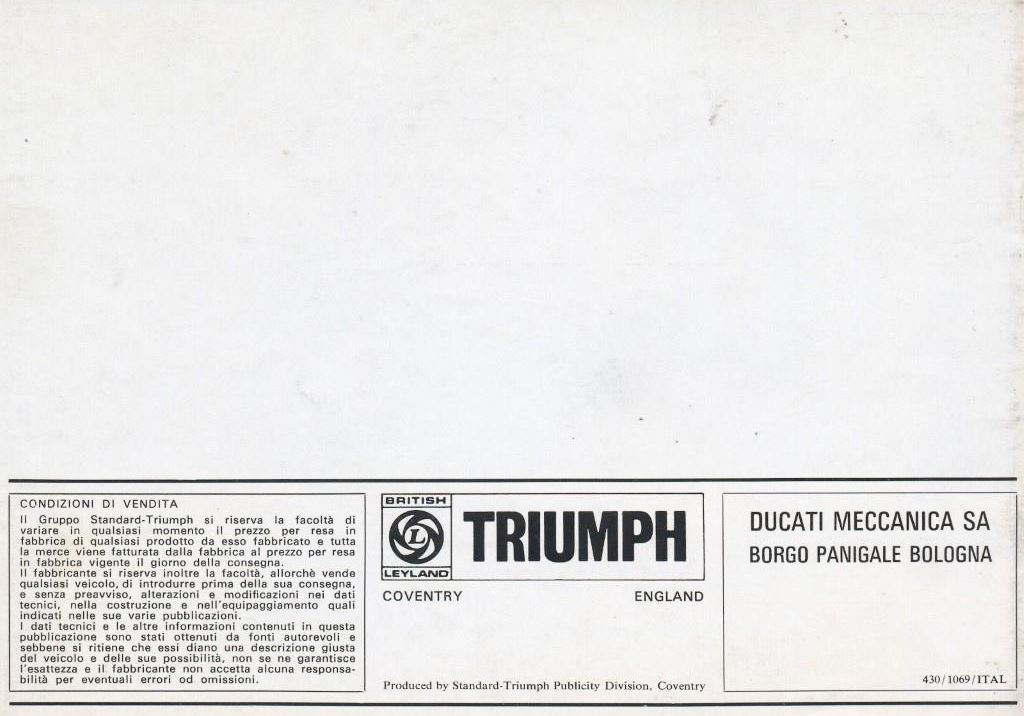 CONDIZIONI DI VENDITA
Il Gruppo Standard-Triumph si riserva la facoltà di
variare in qualsiasi momento il prezzo per resa in
fabbrica di qualsiasi prodotto da esso fabbricato e tutta
la merce viene fatturata dalla fabbrica al prezzo per resa
in fabbrica vigente il giorno della consegna.
Il fabbricante si riserva inoltre la facoltà, allorchè vende
qualsiasi veicolo, di introdurre prima della sua consegna,
e senza preavviso, alterazioni e modificazioni nei dati
tecnici, nella costruzione e nell'equipaggiamento quali
indicati nelle sue varie pubblicazioni.
I dati tecnici e le altre informazioni contenuti in questa
pubblicazione sono stati ottenuti da fonti autorevoli e
sebbene si ritiene che essi diano una descrizione giusta
del veicolo e delle sue possibilità, non se ne garantisce
l'esattezza e il fabbricante non accetta alcuna responsa-
bilità per eventuali errori od omissioni.
BRITISH
L
LEYLAND
TRIUMPH
COVENTRY ENGLAND
Produced by Standard-Triumph Publicity Division, Coventry
DUCATI MECCANICA SA
BORGO PANIGALE BOLOGNA
430/1069/ITAL